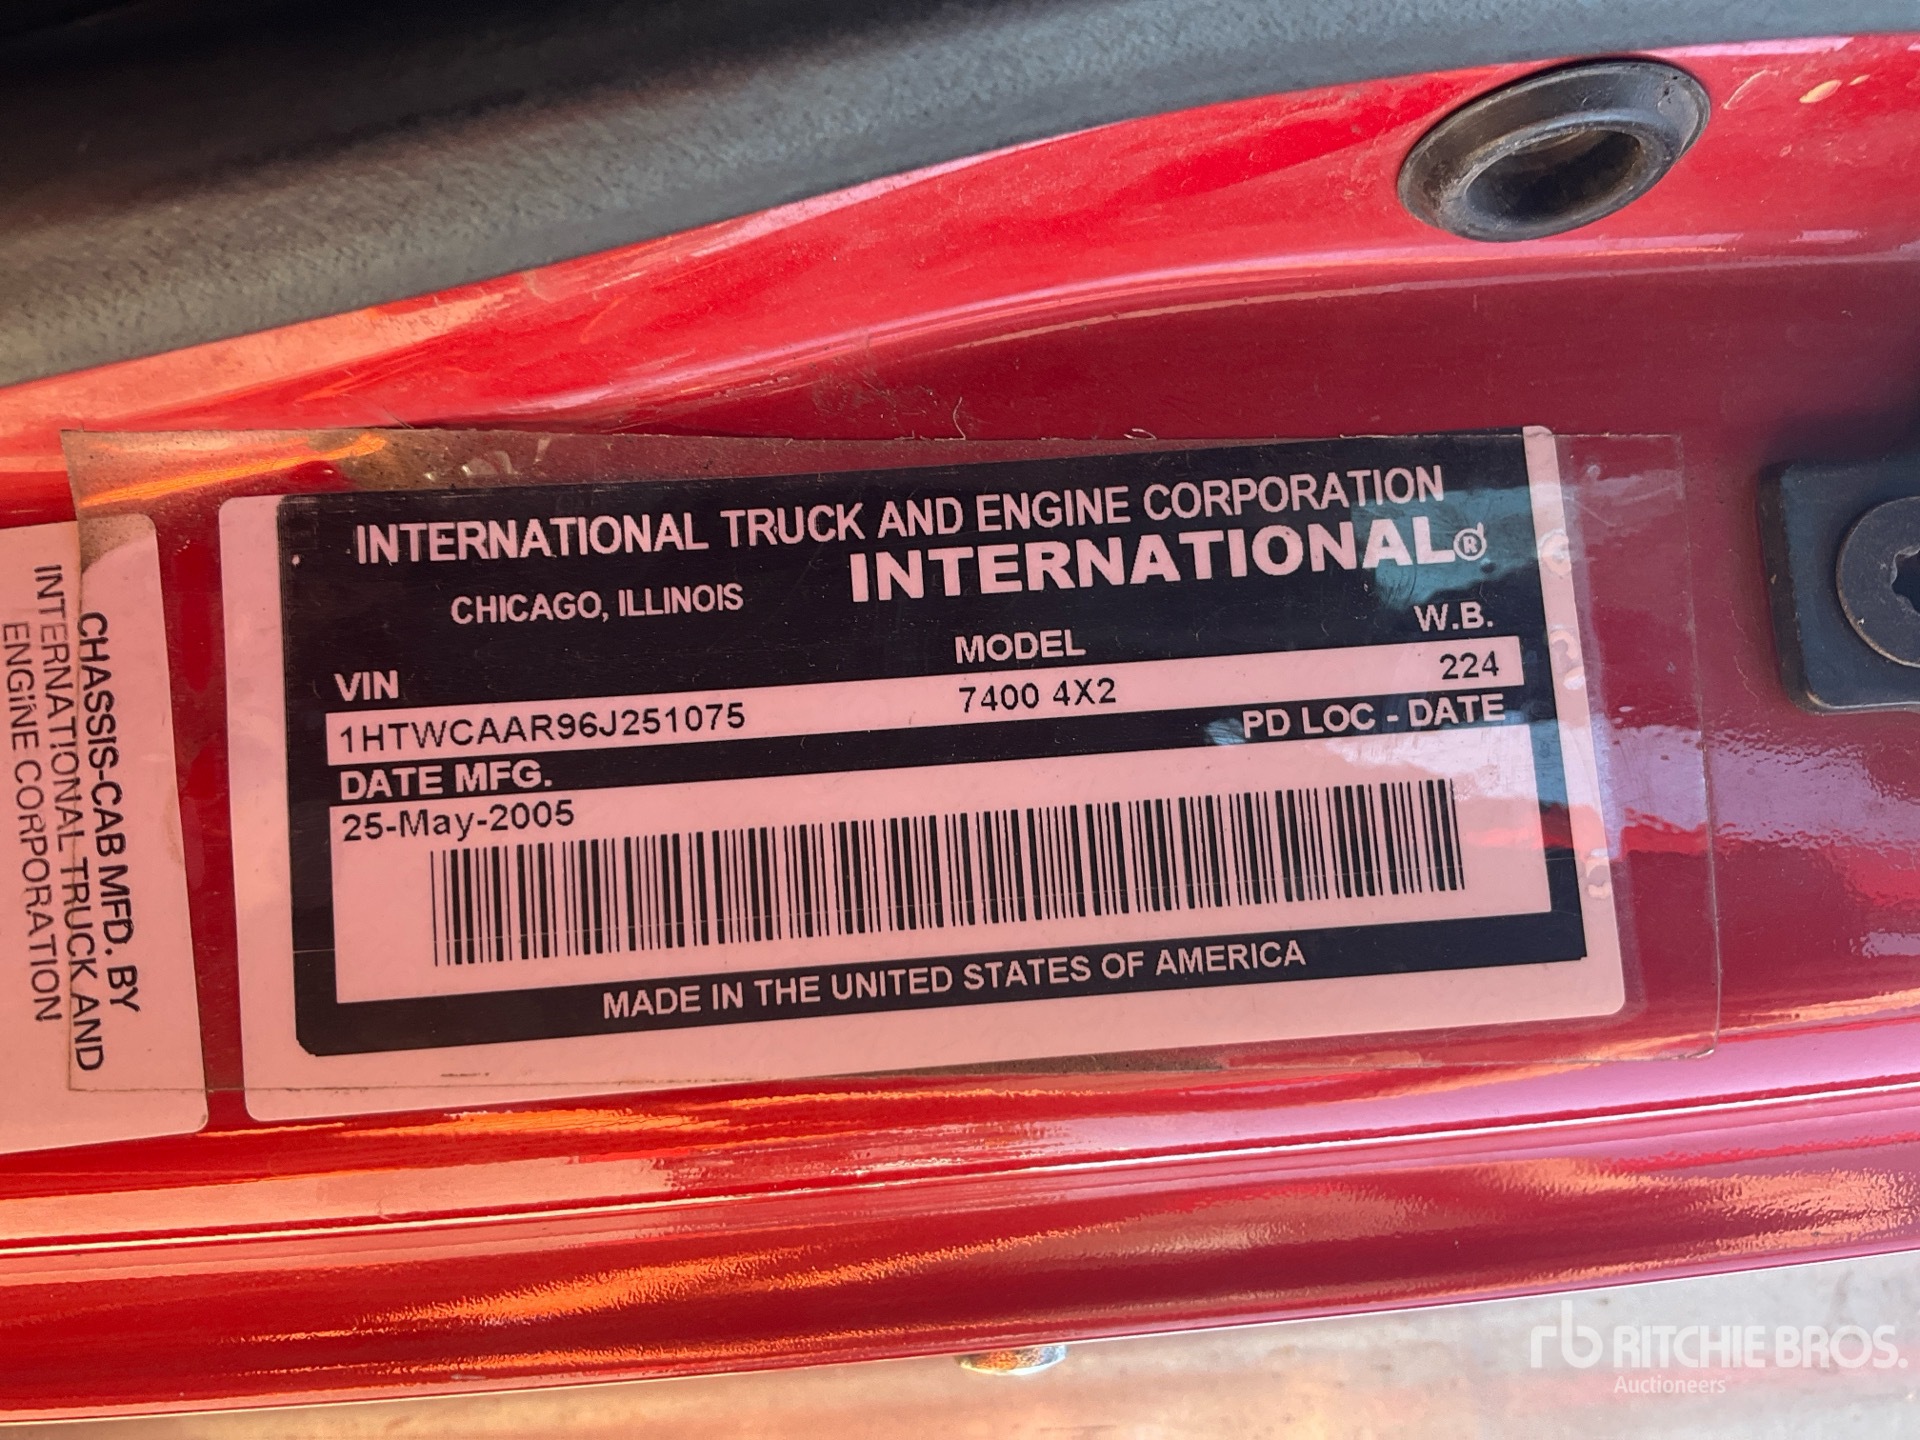 INTERNATIONAL TRUCK AND ENGINE CORPORATION
CHICAGO, ILLINOIS
INTERNATIONAL®
VIN MODEL W.B.
1HTWCAAR96J251075 7400 4X2 224
DATE MFG. PD LOC - DATE
25-May-2005
MADE IN THE UNITED STATES OF AMERICA
CHASSIS-CAB MFD. BY
INTERNATIONAL TRUCK AND
ENGINE CORPORATION
rb RITCHIE BROS.
Auctioneers